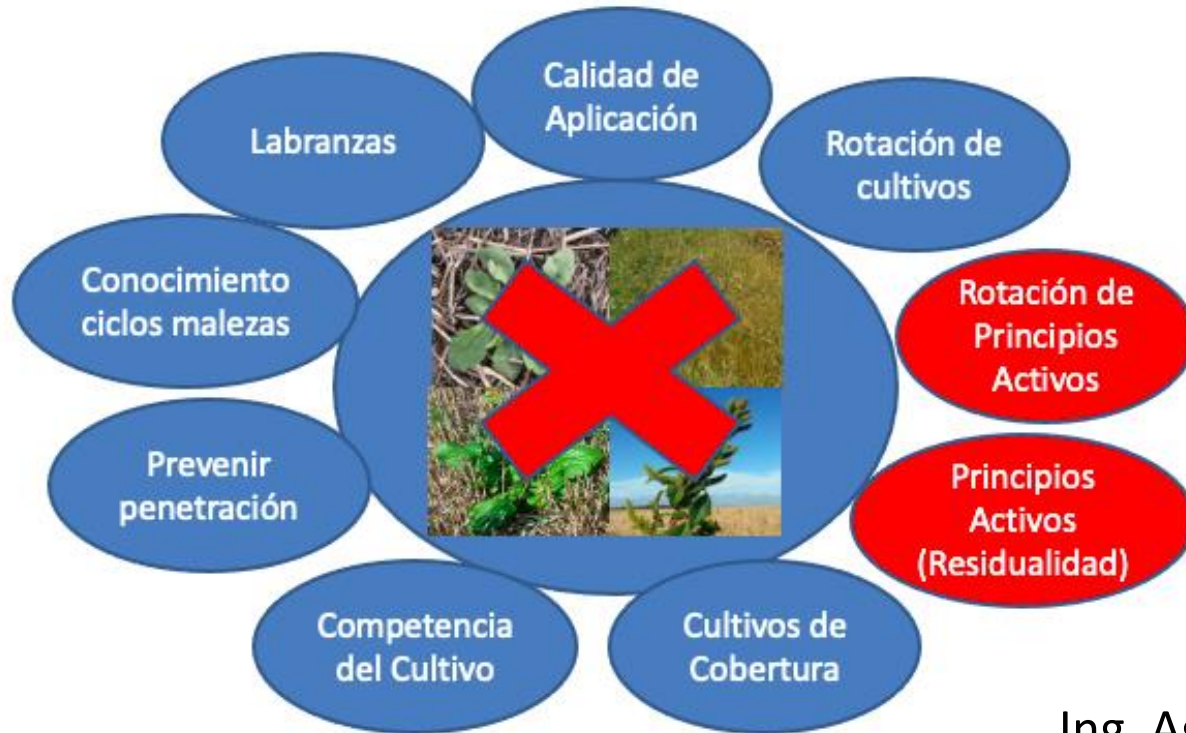 Calidad de
Aplicación
Labranzas
Rotación de
cultivos
Conocimiento
ciclos malezas
Rotación de
Principios
Activos
Prevenir
penetración
Principios
Activos
(Residualidad)
Competencia
del Cultivo
Cultivos de
Cobertura
Ing.